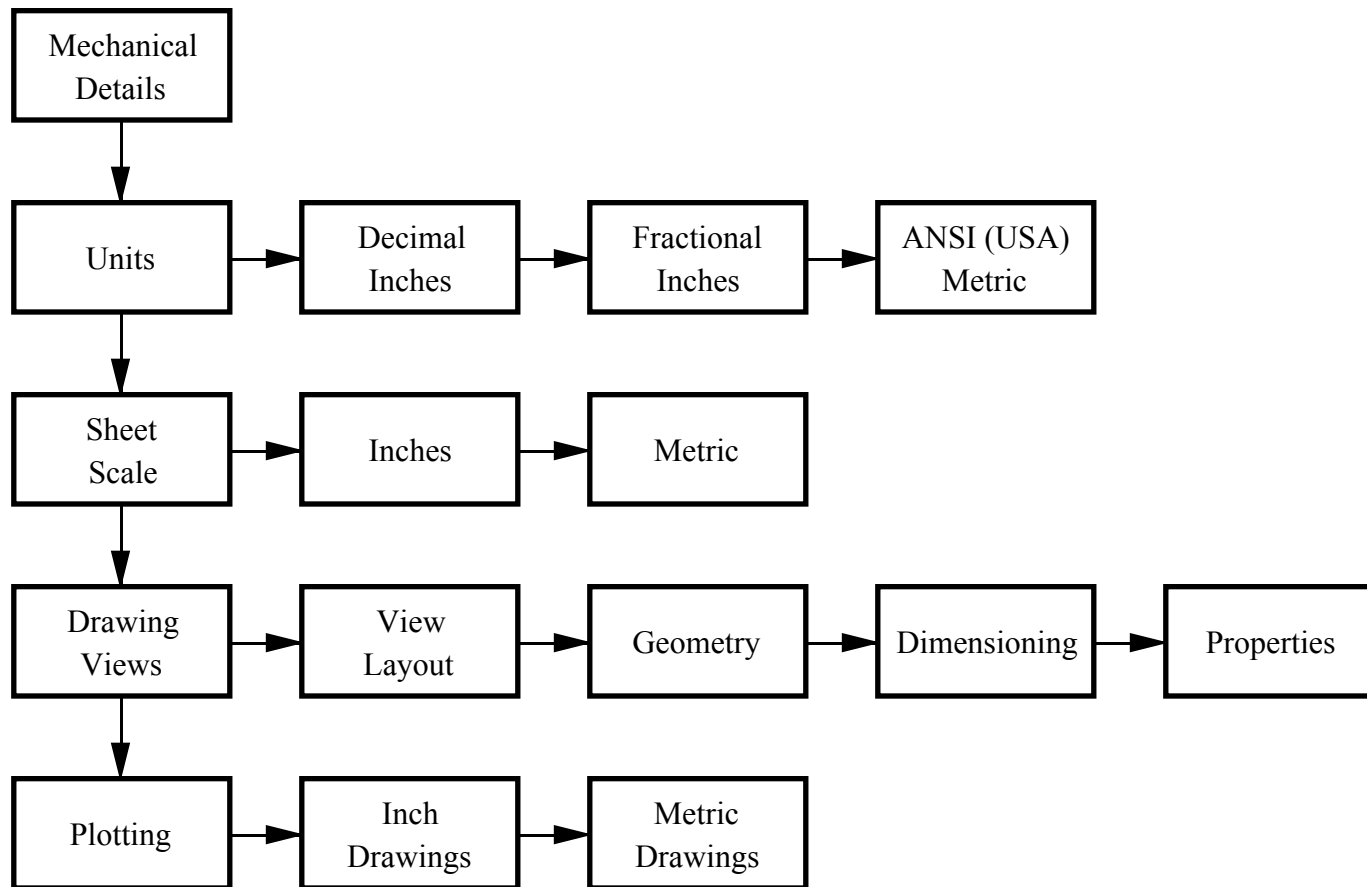 Mechanical
Details
Units
Decimal
Inches
Fractional
Inches
ANSI (USA)
Metric
Sheet
Scale
Inches
Metric
Drawing
Views
View
Layout
Geometry
Dimensioning
Properties
Plotting
Inch
Drawings
Metric
Drawings